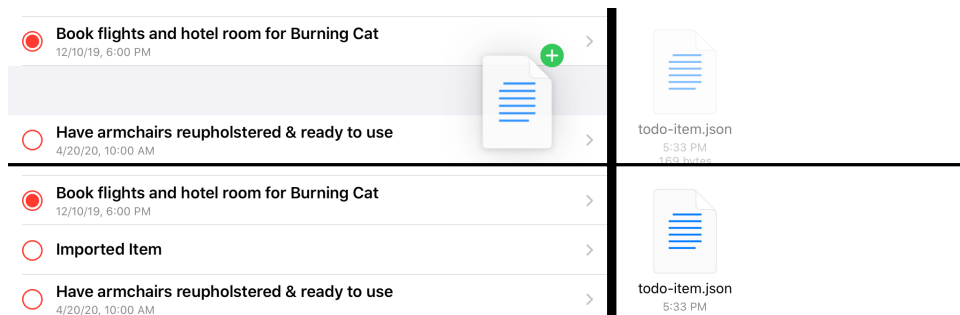 Book flights and hotel room for Burning Cat
12/10/19, 6:00 PM
Have armchairs reupholstered & ready to use
4/20/20, 10:00 AM
todo-item.json
5:33 PM
169 bytes
Book flights and hotel room for Burning Cat
12/10/19, 6:00 PM
Imported Item
Have armchairs reupholstered & ready to use
4/20/20, 10:00 AM
todo-item.json
5:33 PM